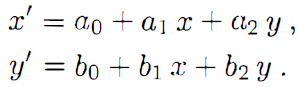 x′ = a₀ + a₁ x + a₂ y ,
y′ = b₀ + b₁ x + b₂ y .